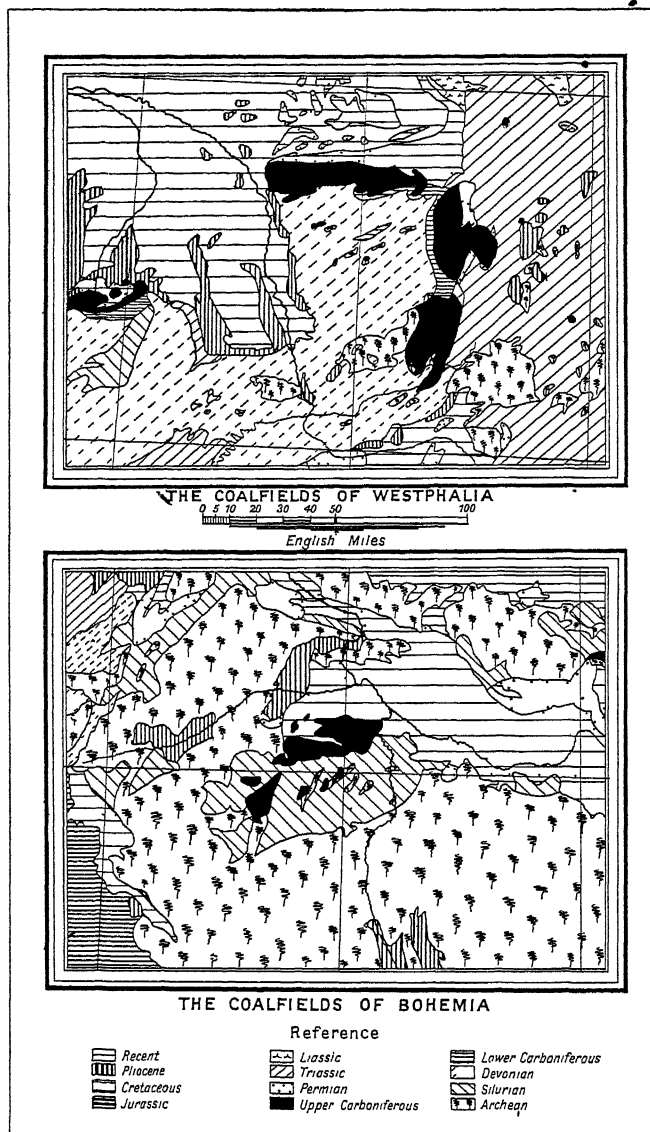 THE COALFIELDS OF WESTPHALIA
0 5 10 20 30 40 50 100
English Miles
THE COALFIELDS OF BOHEMIA
Reference
Recent
Pliocene
Cretaceous
Jurassic
Liassic
Triassic
Permian
Upper Carboniferous
Lower Carboniferous
Devonian
Silurian
Archean